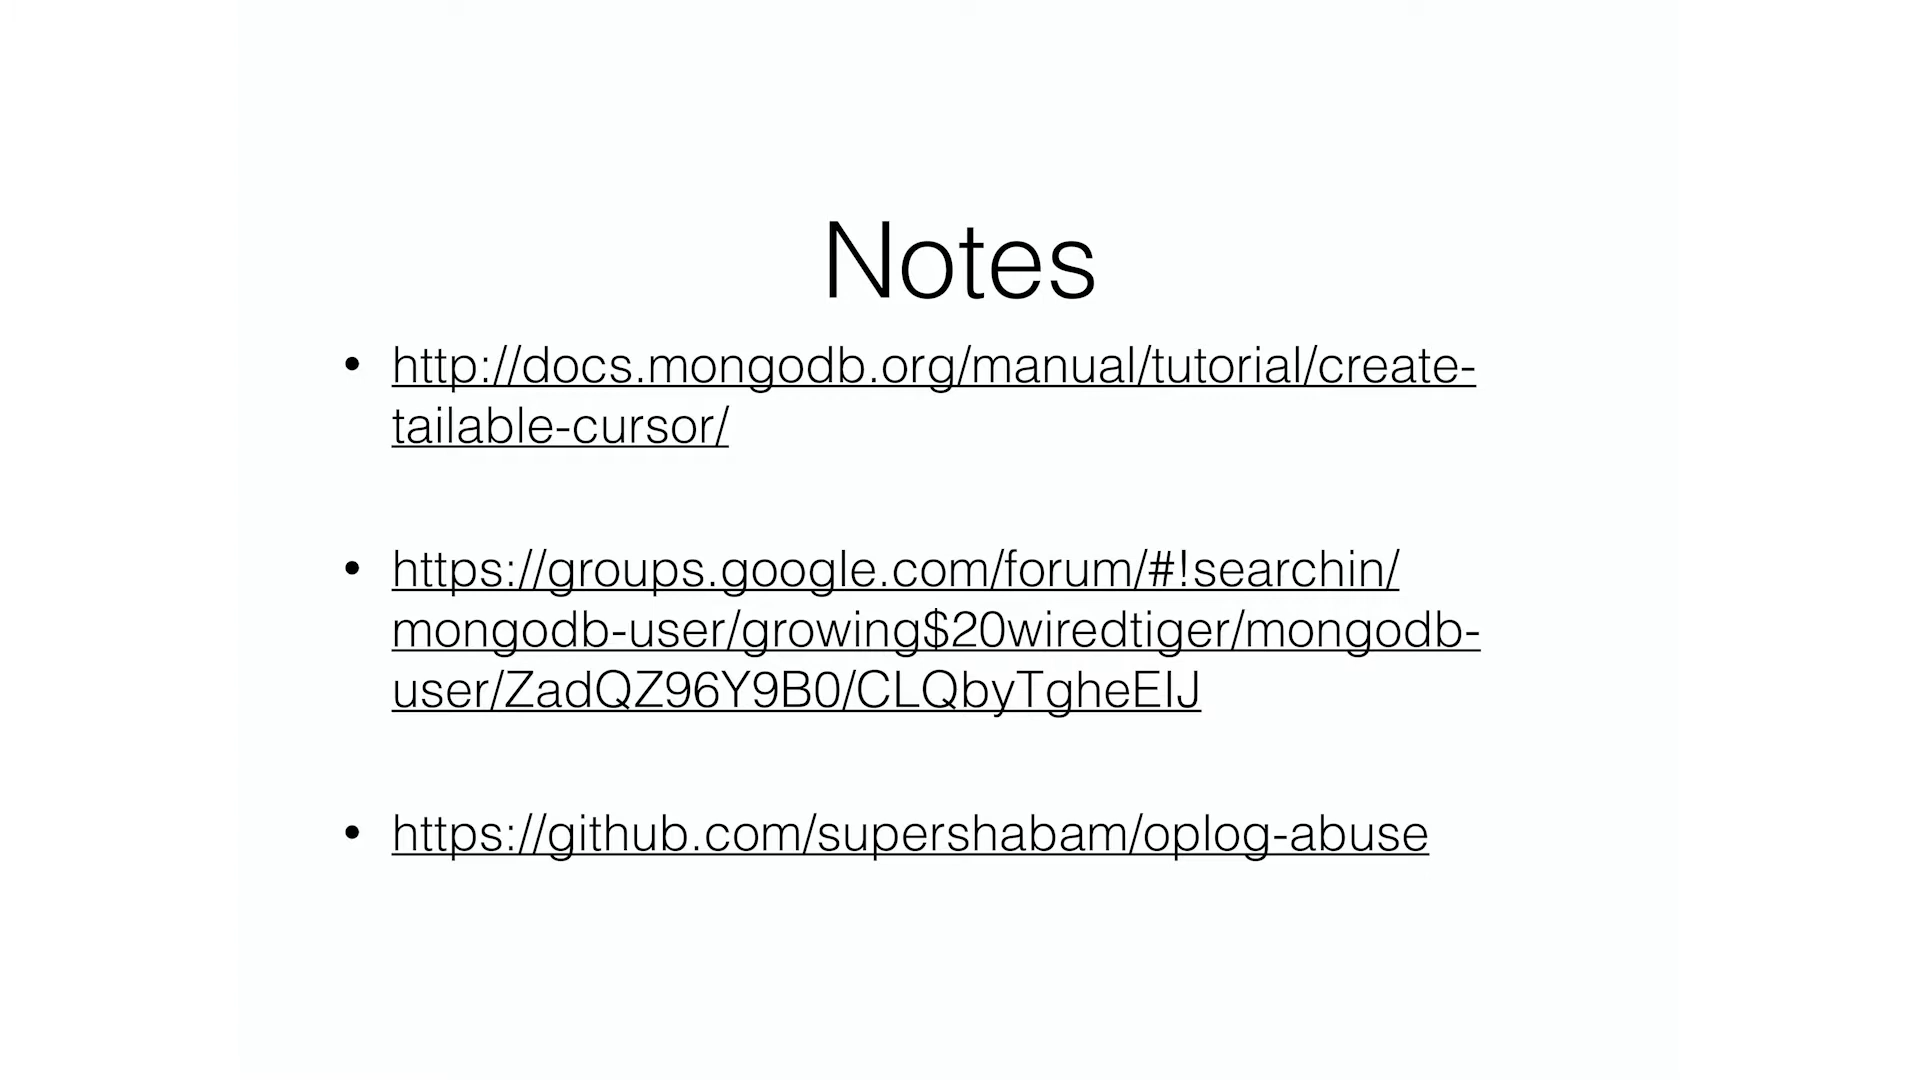 Notes
• http://docs.mongodb.org/manual/tutorial/create-
tailable-cursor/
• https://groups.google.com/forum/#!searchin/
mongodb-user/growing$20wiredtiger/mongodb-
user/ZadQZ96Y9B0/CLQbyTgheEIJ
• https://github.com/supershabam/oplog-abuse